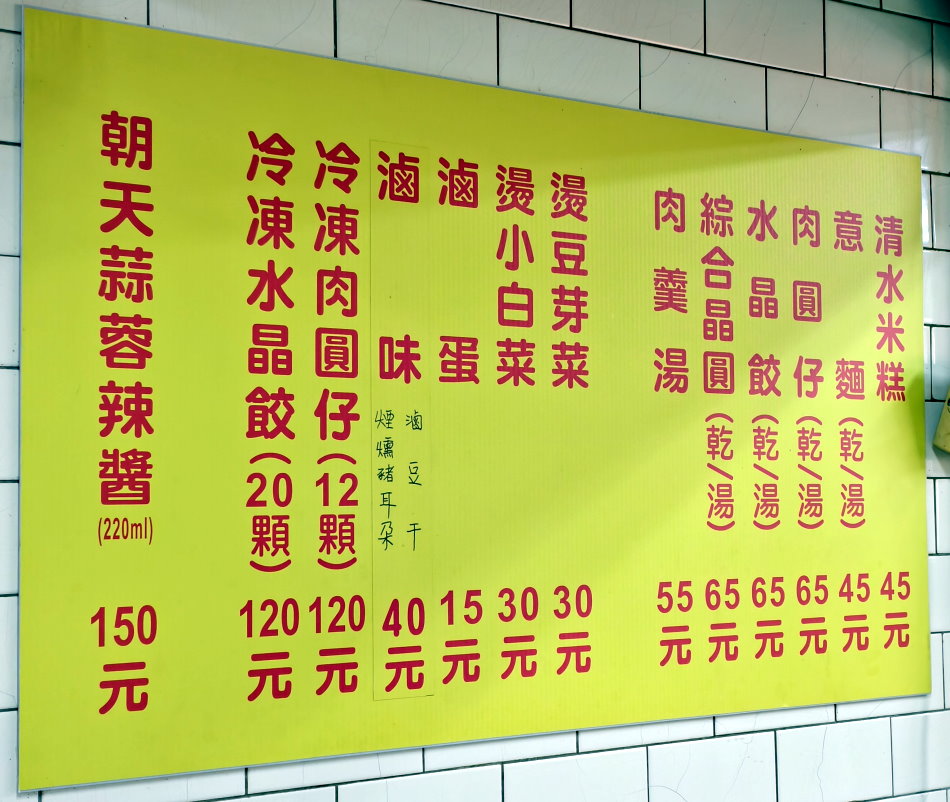 清水米糕 45元
意麵(乾/湯) 45元
肉圓仔(乾/湯) 65元
水晶餃(乾/湯) 65元
綜合晶圓(乾/湯) 65元
肉羹湯 55元
燙豆芽菜 30元
燙小白菜 30元
滷蛋 15元
滷味 滷豆干 煙燻豬耳朵 40元
冷凍肉圓仔(12顆) 120元
冷凍水晶餃(20顆) 120元
朝天蒜蓉辣醬(220ml) 150元